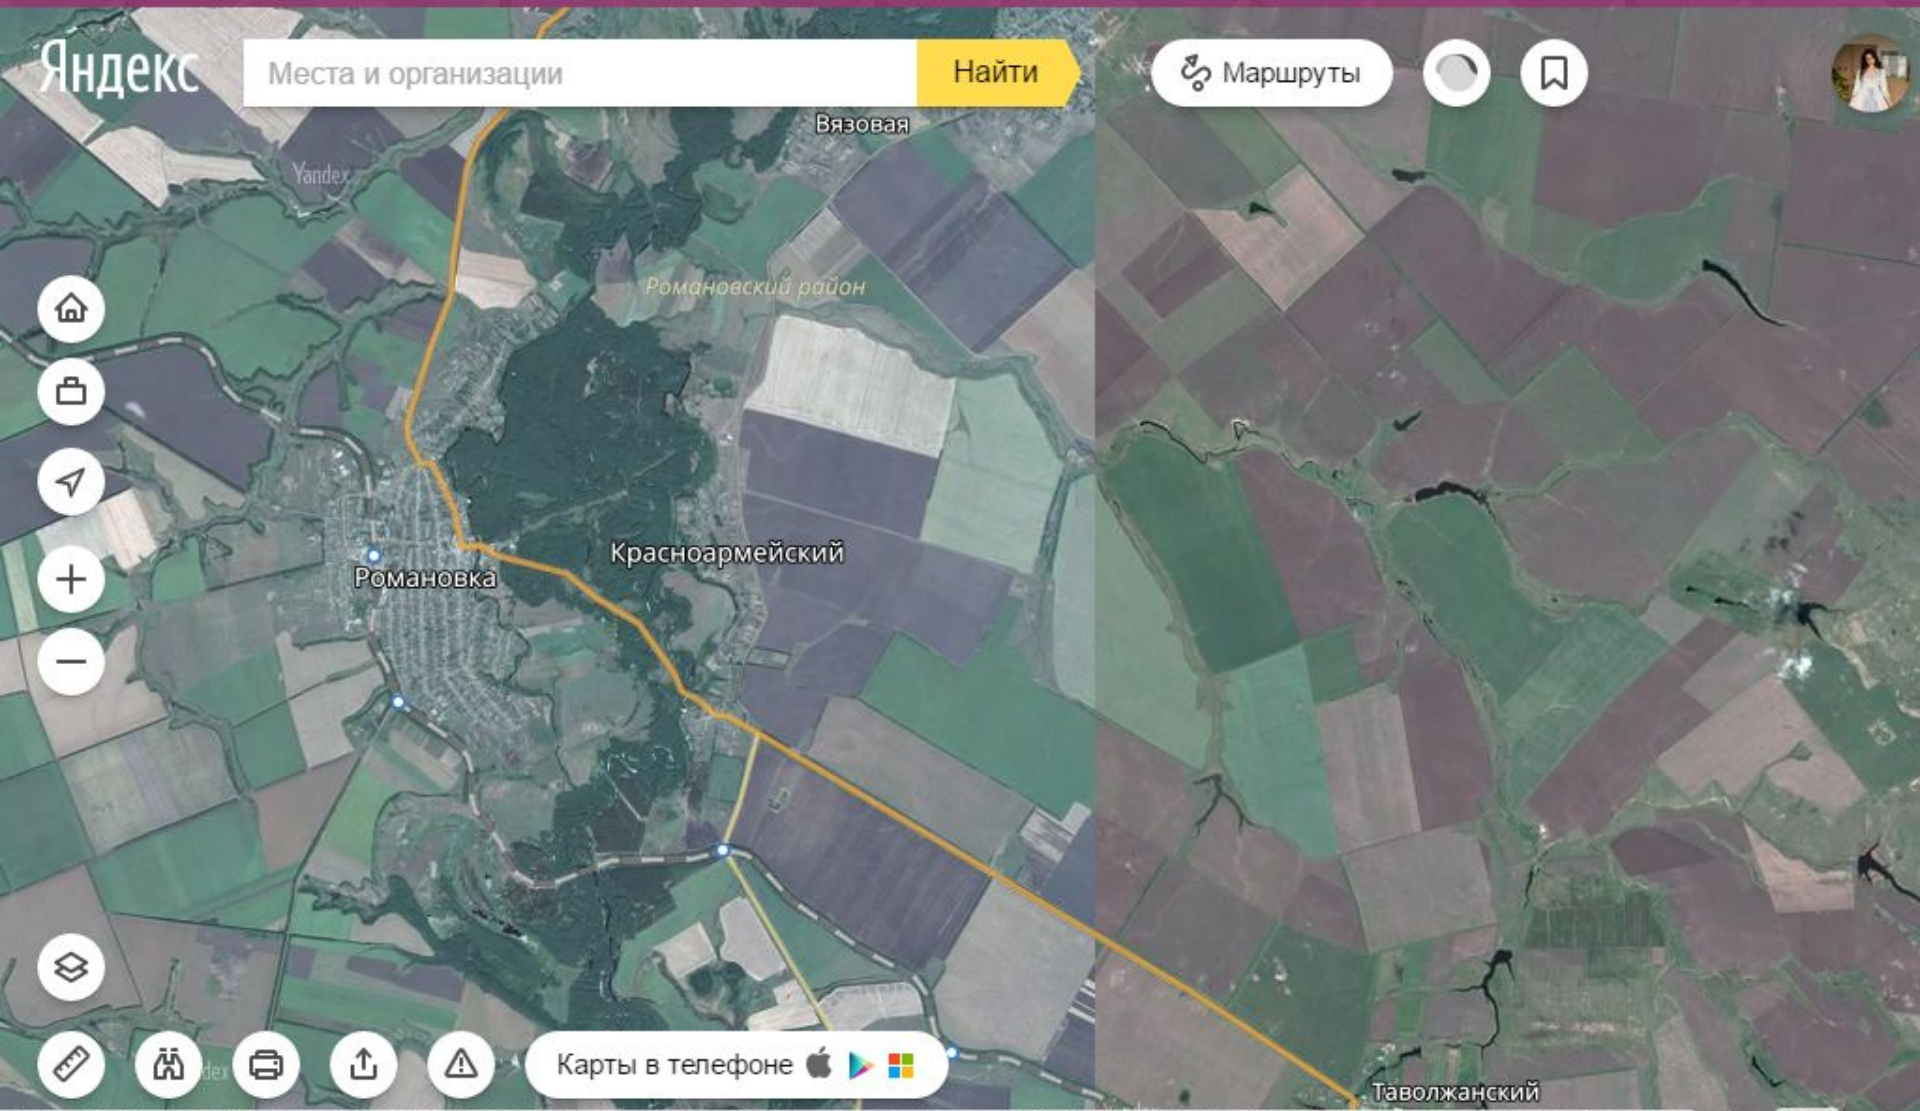 Яндекс
Места и организации
Найти
Маршруты
Вязовая
Yandex
Романовский район
Красноармейский
Романовка
Карты в телефоне
Таволжанский